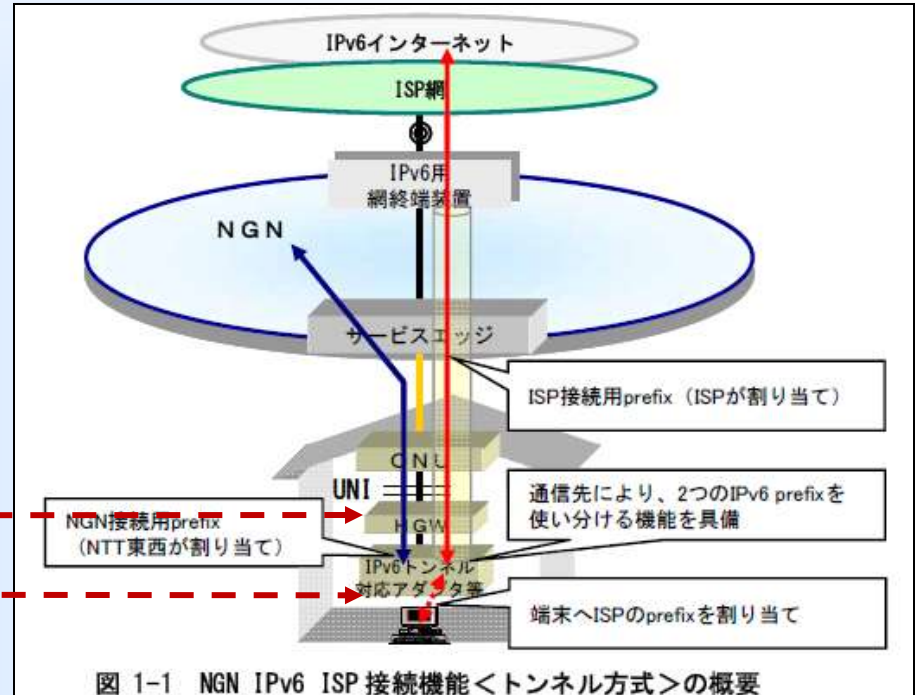 IPv6インターネット
ISP網
IPv6用
網終端装置
NGN
サービスエッジ
ISP接続用prefix（ISPが割り当て）
ONU
UNI
通信先により、2つのIPv6 prefixを
使い分ける機能を具備
NGN接続用prefix
（NTT東西が割り当て）
HGW
IPv6トンネル
対応アダプタ等
端末へISPのprefixを割り当て
図 1-1 NGN IPv6 ISP接続機能＜トンネル方式＞の概要